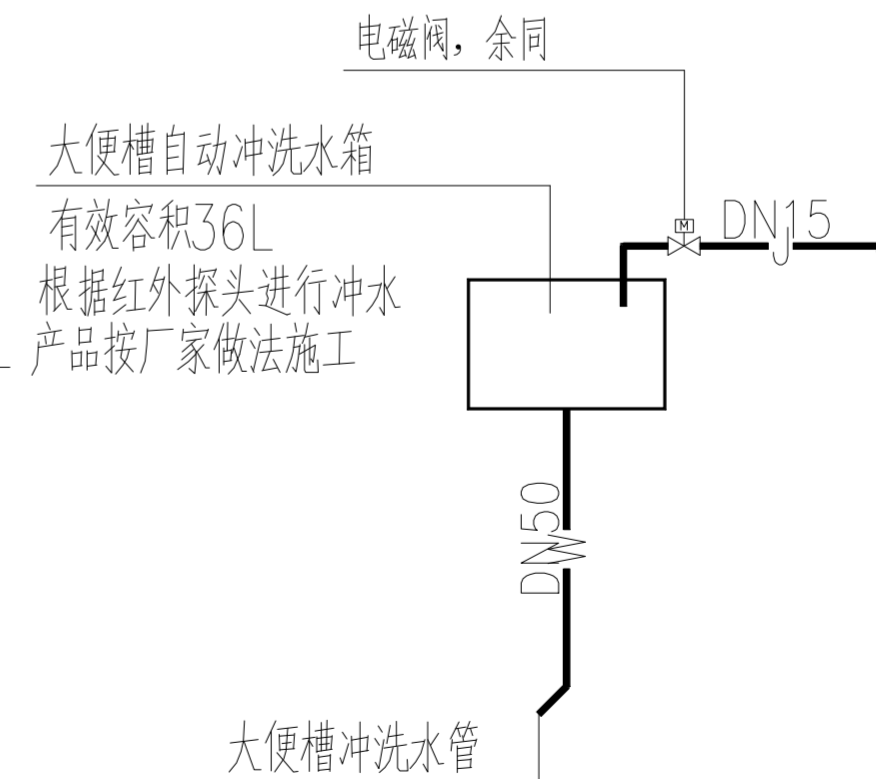 电磁阀，余同
大便槽自动冲洗水箱
有效容积36L
根据红外探头进行冲水
产品按厂家做法施工
M
DN15
J
DN50
W
大便槽冲洗水管